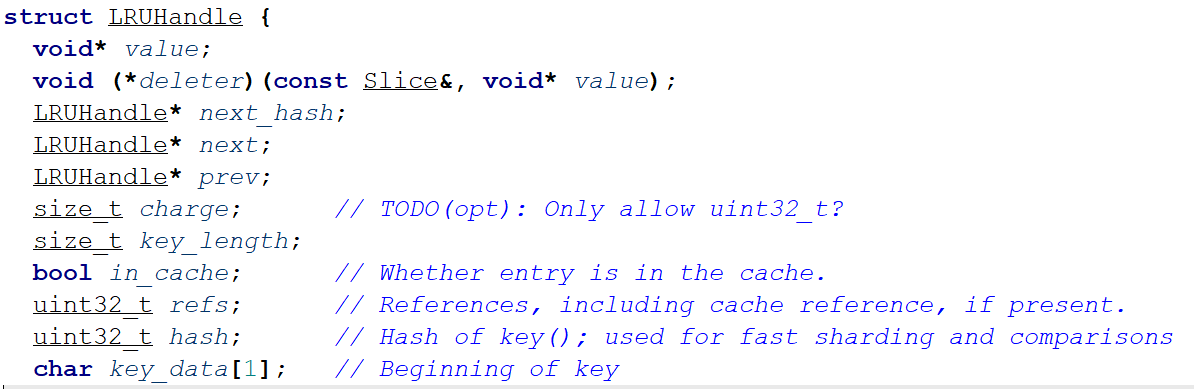 struct LRUHandle {
  void* value;
  void (*deleter)(const Slice&, void* value);
  LRUHandle* next_hash;
  LRUHandle* next;
  LRUHandle* prev;
  size_t charge;      // TODO(opt): Only allow uint32_t?
  size_t key_length;
  bool in_cache;      // Whether entry is in the cache.
  uint32_t refs;      // References, including cache reference, if present.
  uint32_t hash;      // Hash of key(); used for fast sharding and comparisons
  char key_data[1];   // Beginning of key